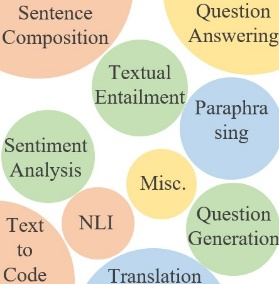 Sentence
Composition
Question
Answering
Textual
Entailment
Paraphra
sing
Sentiment
Analysis
Misc.
Text
to
Code
NLI
Question
Generation
Translation